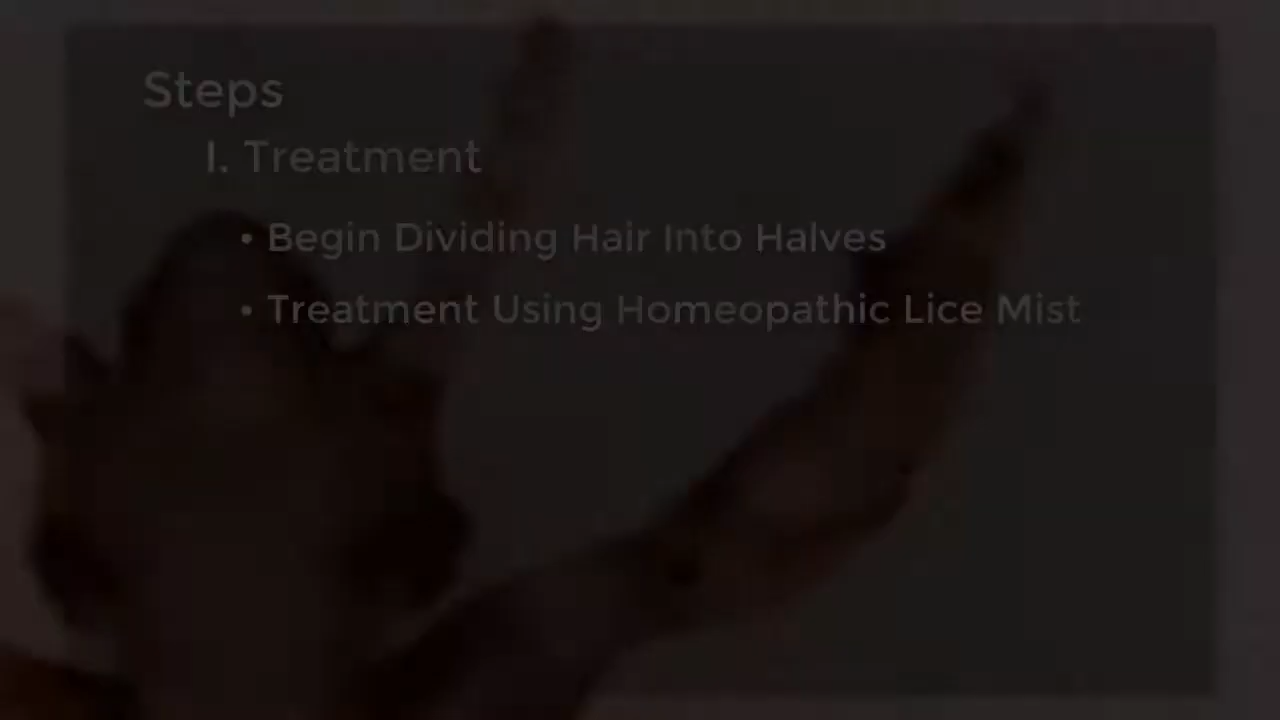 Steps
I. Treatment
• Begin Dividing Hair Into Halves
• Treatment Using Homeopathic Lice Mist